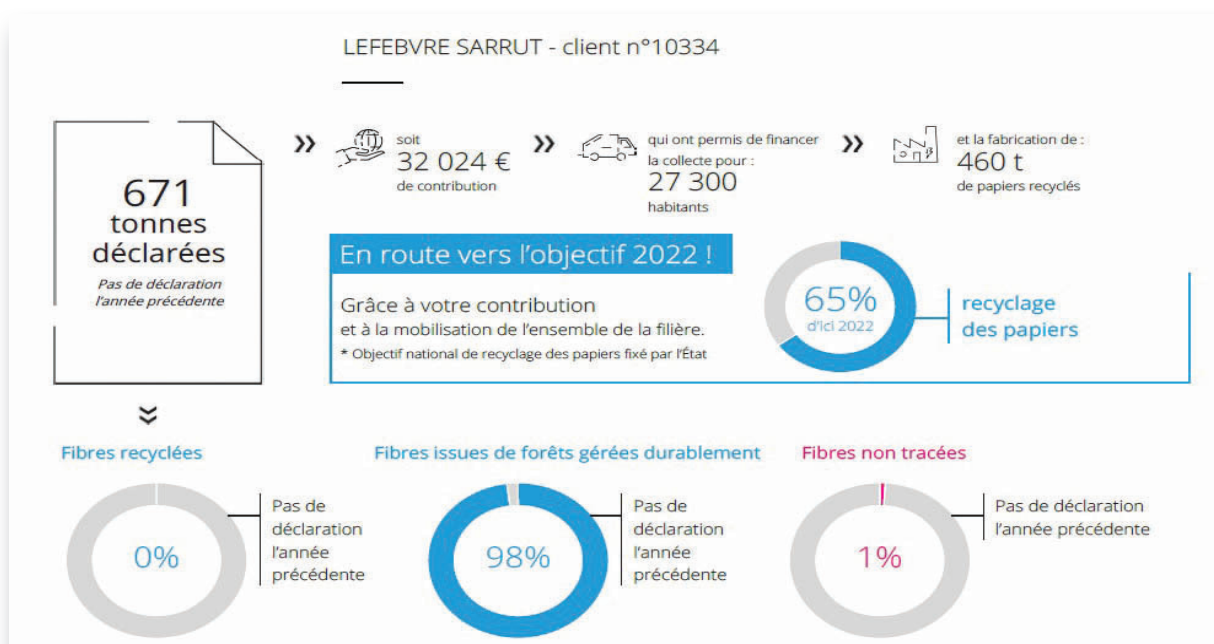 LEFEBVRE SARRUT - client n°10334
671
tonnes
déclarées
Pas de déclaration
l'année précédente
soit
32 024 €
de contribution
qui ont permis de financer
la collecte pour :
27 300
habitants
et la fabrication de :
460 t
de papiers recyclés
En route vers l'objectif 2022 !
Grâce à votre contribution
et à la mobilisation de l'ensemble de la filière.
* Objectif national de recyclage des papiers fixé par l'État
65%
d'ici 2022
recyclage
des papiers
Fibres recyclées
0%
Pas de
déclaration
l'année
précédente
Fibres issues de forêts gérées durablement
98%
Pas de
déclaration
l'année
précédente
Fibres non tracées
1%
Pas de déclaration
l'année précédente